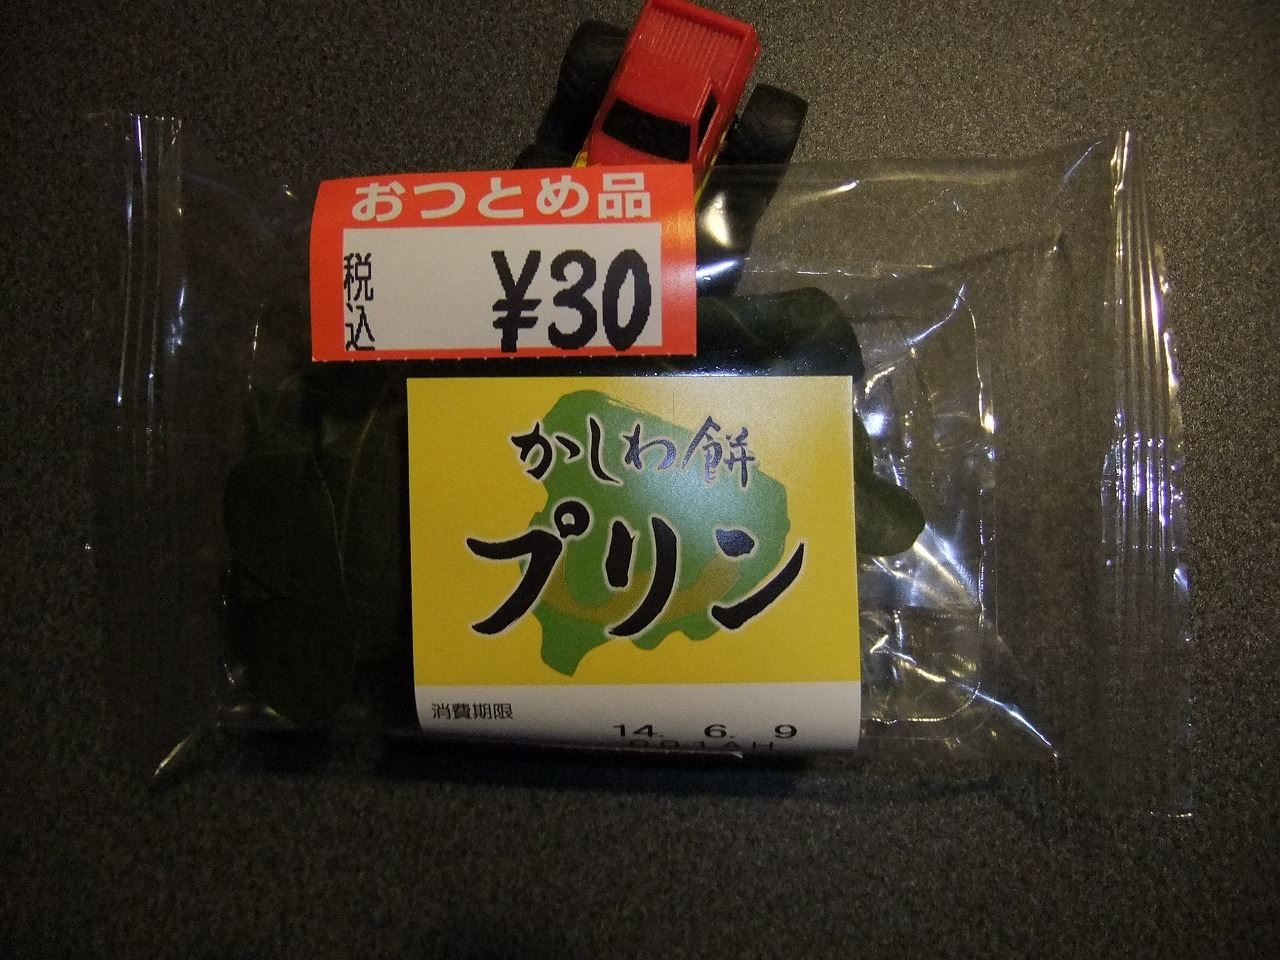 おつとめ品
税込 ¥30
かしわ餅
プリン
消費期限
14. 6. 9